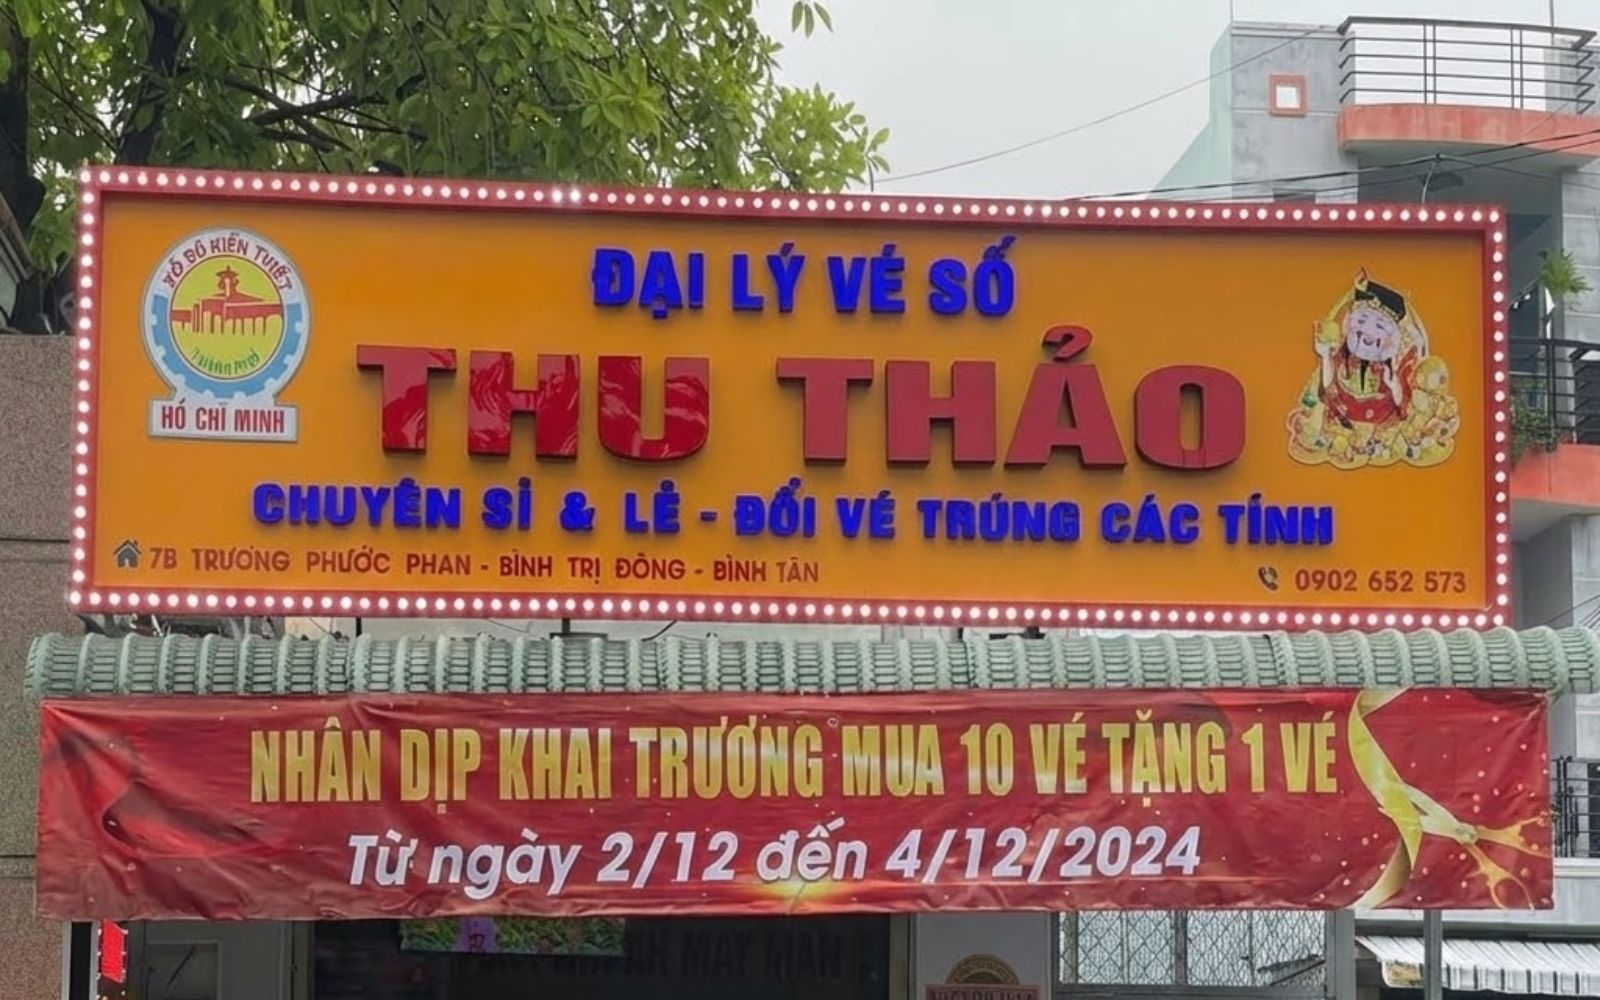 XỔ SỐ KIẾN THIẾT
HỒ CHÍ MINH
ĐẠI LÝ VÉ SỐ
THU THẢO
CHUYÊN SỈ & LẺ - ĐỔI VÉ TRÚNG CÁC TỈNH
7B TRƯƠNG PHƯỚC PHAN - BÌNH TRỊ ĐÔNG - BÌNH TÂN
0902 652 573
NHÂN DỊP KHAI TRƯƠNG MUA 10 VÉ TẶNG 1 VÉ
Từ ngày 2/12 đến 4/12/2024
MAY MẮN